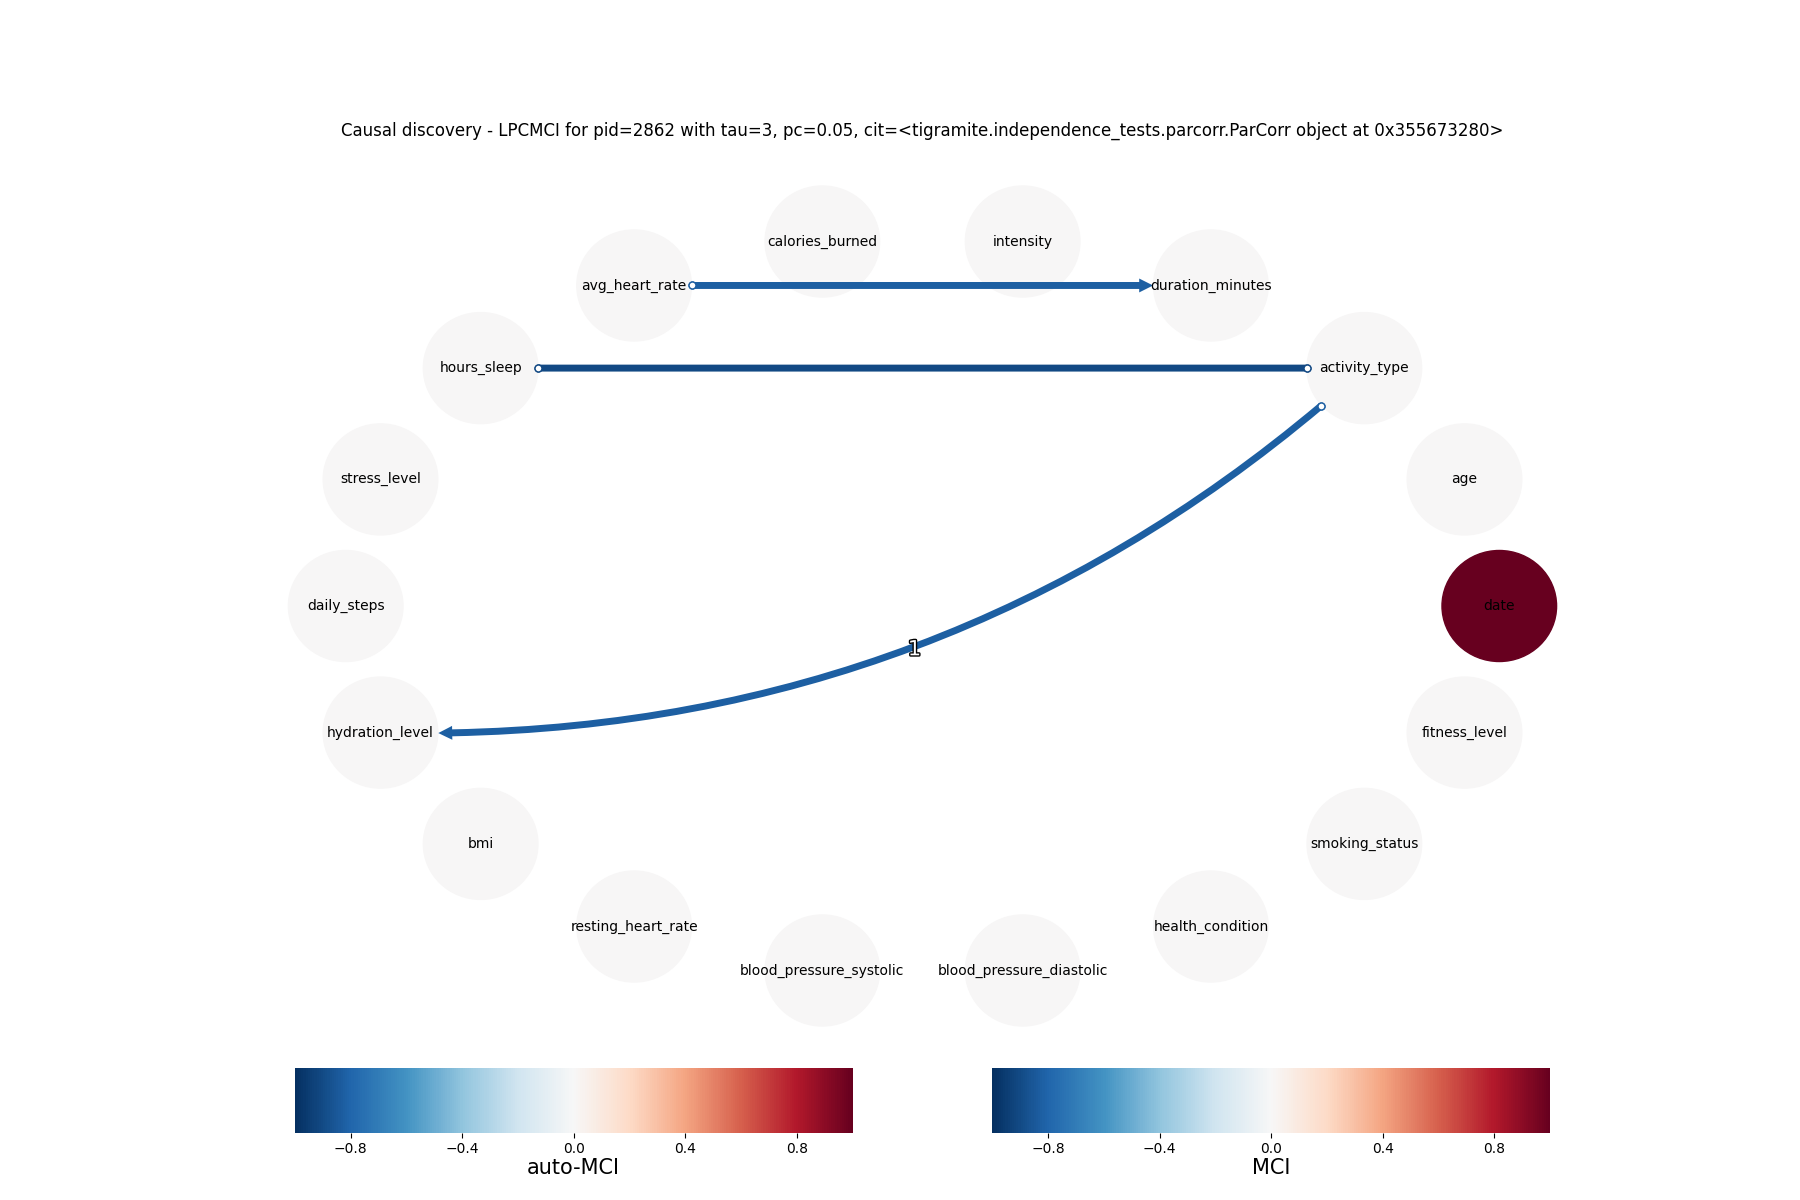 Causal discovery - LPCMCI for pid=2862 with tau=3, pc=0.05, cit=<tigramite.independence_tests.parcorr.ParCorr object at 0x355673280>
calories_burned
intensity
avg_heart_rate
duration_minutes
hours_sleep
activity_type
stress_level
age
daily_steps
date
1
hydration_level
fitness_level
bmi
smoking_status
resting_heart_rate
health_condition
blood_pressure_systolic
blood_pressure_diastolic
−0.8 −0.4 0.0 0.4 0.8
auto-MCI
−0.8 −0.4 0.0 0.4 0.8
MCI